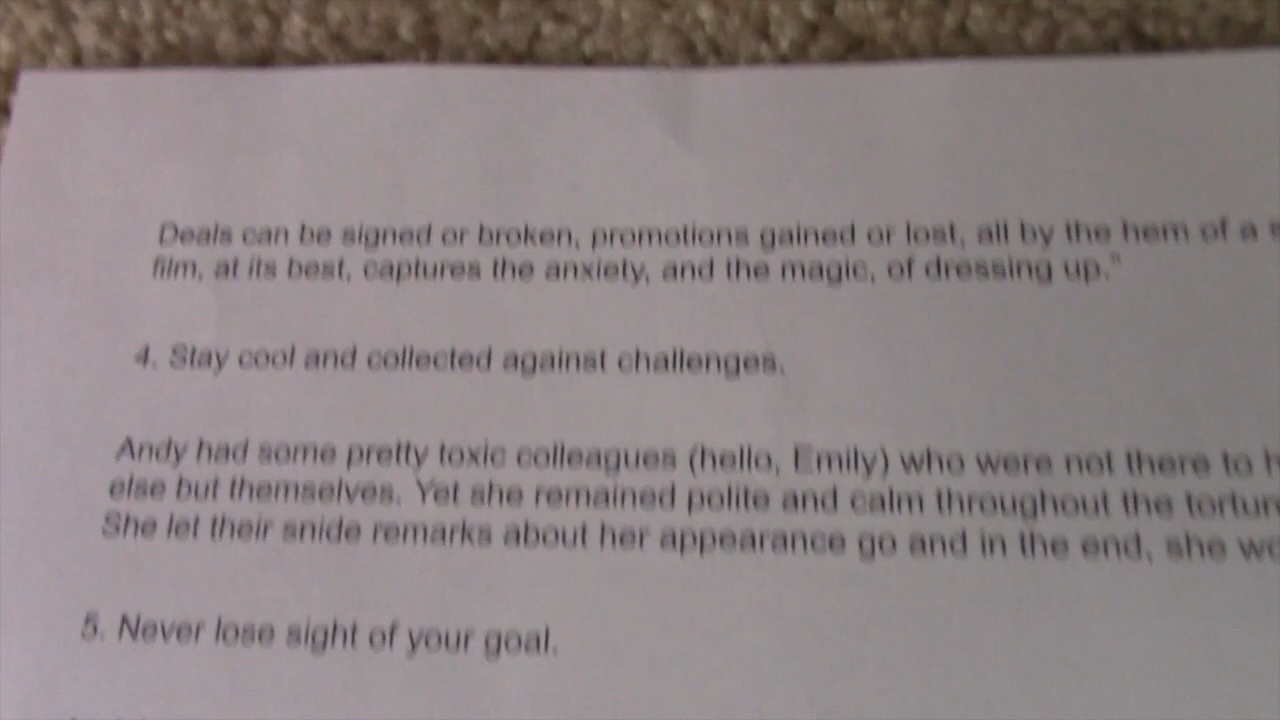 Deals can be signed or broken, promotions gained or lost, all by the hem of a
film, at its best, captures the anxiety, and the magic, of dressing up."
4. Stay cool and collected against challenges.
Andy had some pretty toxic colleagues (hello, Emily) who were not there to
else but themselves. Yet she remained polite and calm throughout the
She let their snide remarks about her appearance go and in the end, she
5. Never lose sight of your goal.